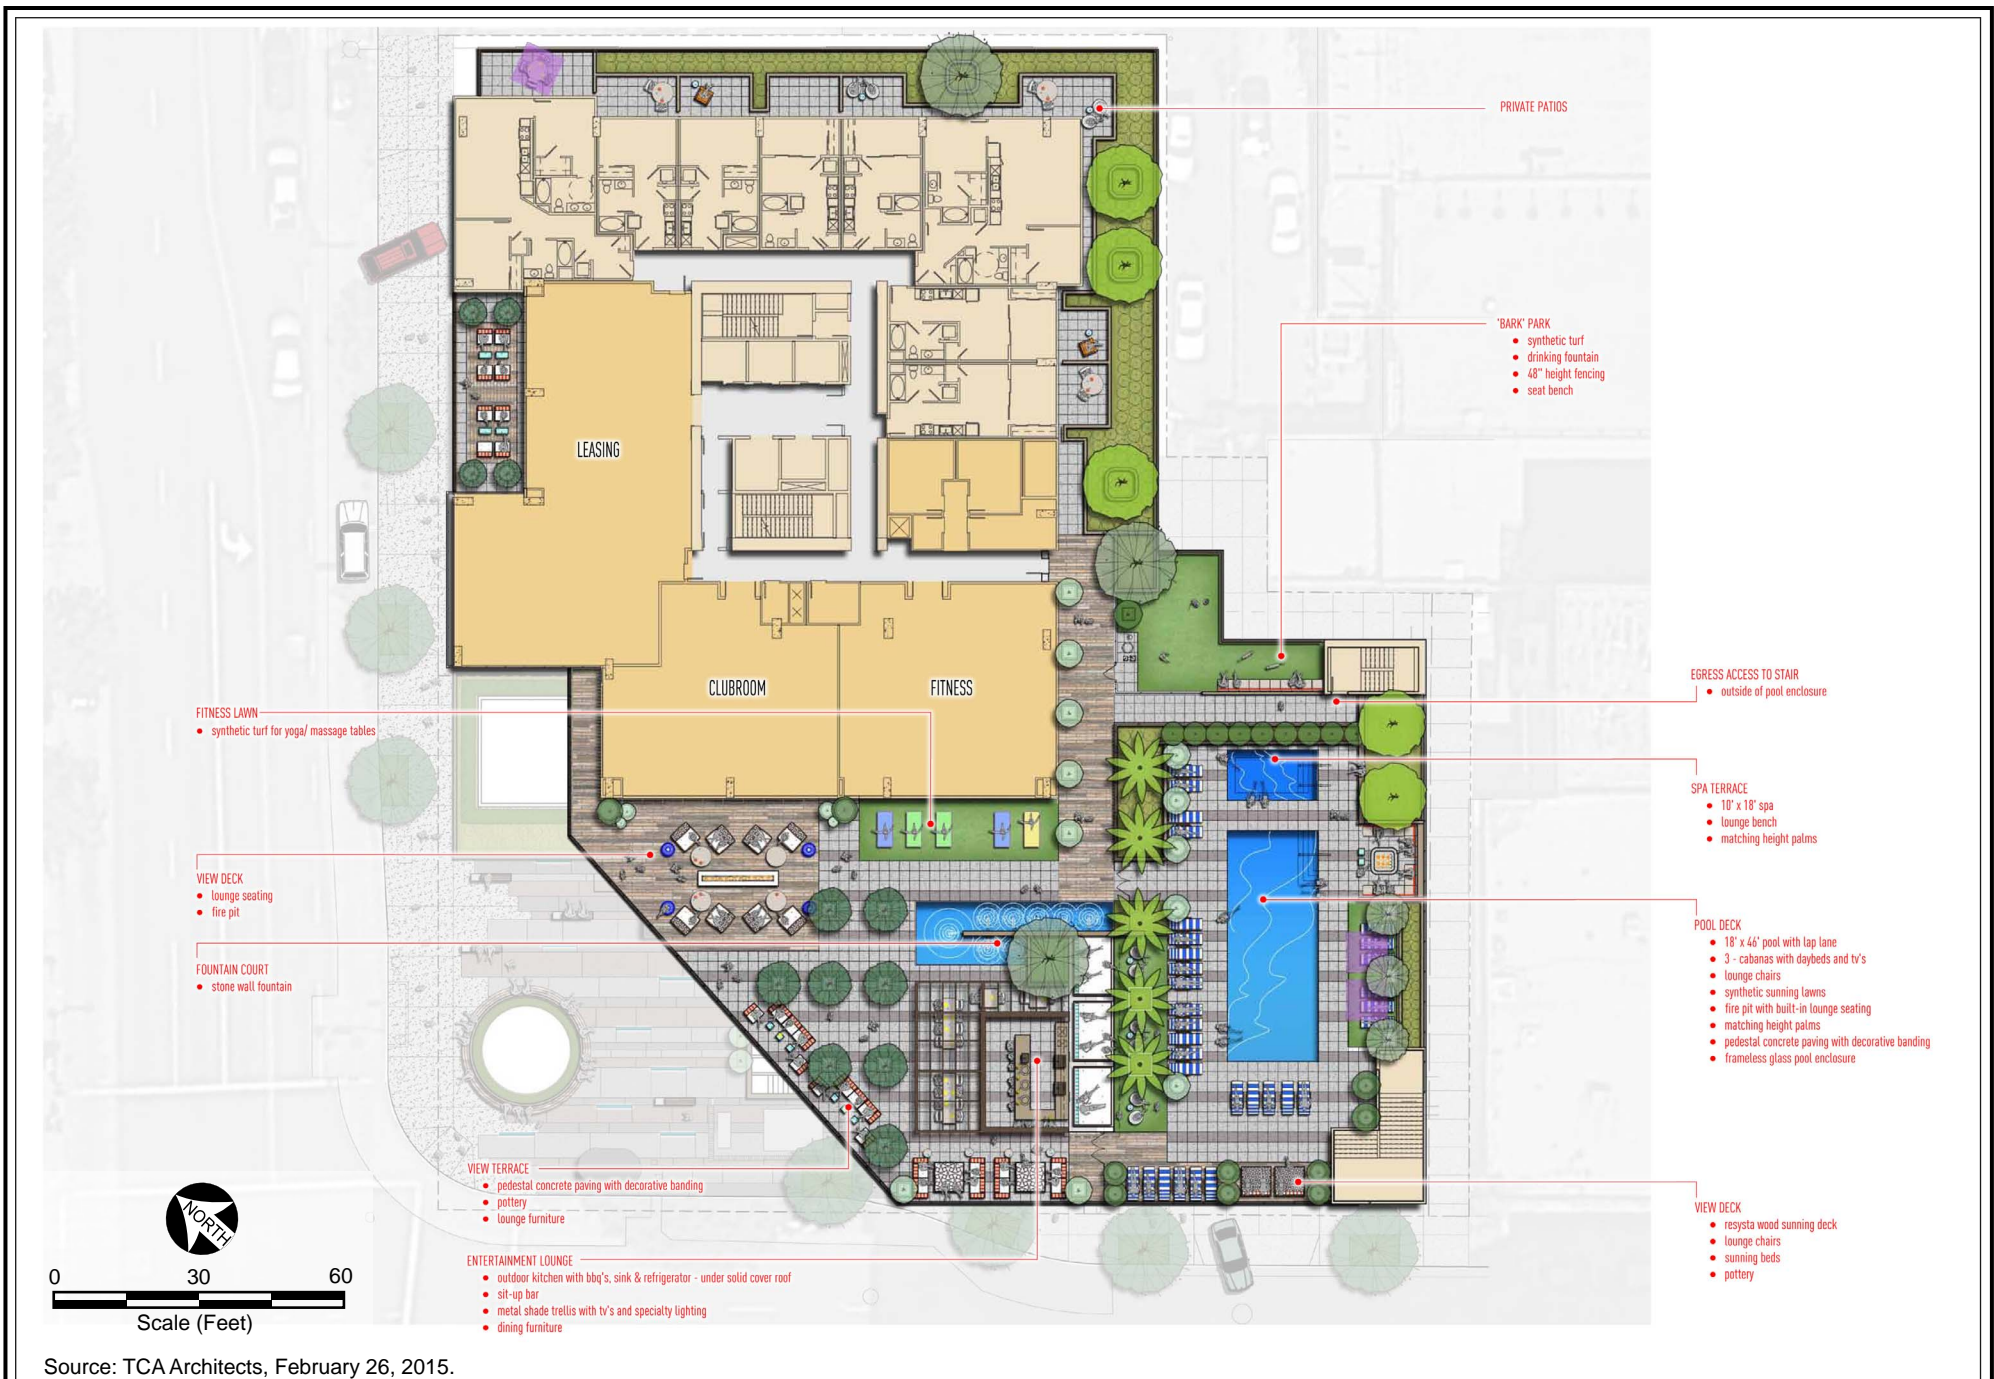 PRIVATE PATIOS
'BARK' PARK
• synthetic turf
• drinking fountain
• 48" height fencing
• seat bench
LEASING
CLUBROOM
FITNESS
EGRESS ACCESS TO STAIR
• outside of pool enclosure
FITNESS LAWN
• synthetic turf for yoga/ massage tables
SPA TERRACE
• 10' x 18' spa
• lounge bench
• matching height palms
VIEW DECK
• lounge seating
• fire pit
POOL DECK
• 18' x 46' pool with lap lane
• 3 - cabanas with daybeds and tv's
• lounge chairs
• synthetic sunning lawns
• fire pit with built-in lounge seating
• matching height palms
• pedestal concrete paving with decorative banding
• frameless glass pool enclosure
FOUNTAIN COURT
• stone wall fountain
VIEW TERRACE
• pedestal concrete paving with decorative banding
• pottery
• lounge furniture
VIEW DECK
• resysta wood sunning deck
• lounge chairs
• sunning beds
• pottery
ENTERTAINMENT LOUNGE
• outdoor kitchen with bbq's, sink & refrigerator - under solid cover roof
• sit-up bar
• metal shade trellis with tv's and specialty lighting
• dining furniture
NORTH
0 30 60
Scale (Feet)
Source: TCA Architects, February 26, 2015.